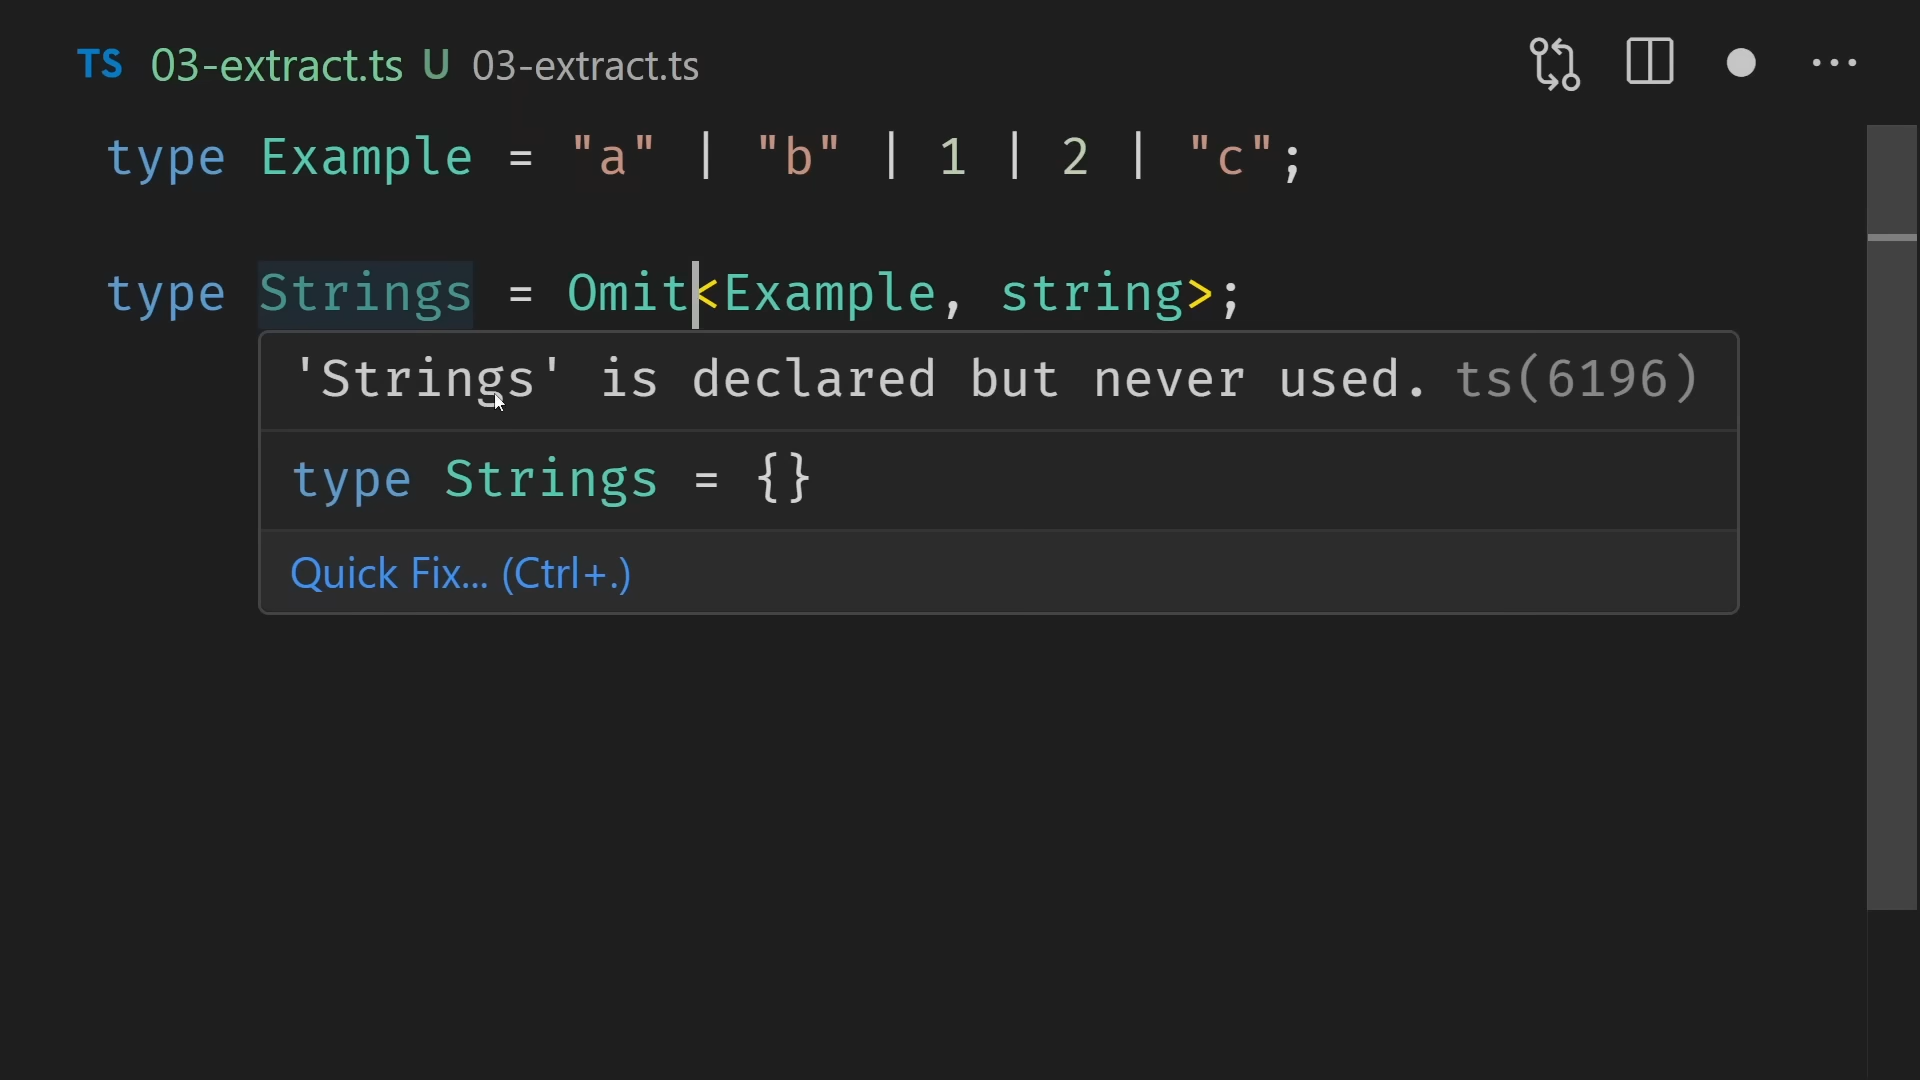 TS 03-extract.ts U 03-extract.ts
type Example = "a" | "b" | 1 | 2 | "c";
type Strings = Omit<Example, string>;
'Strings' is declared but never used. ts(6196)
type Strings = {}
Quick Fix... (Ctrl+.)